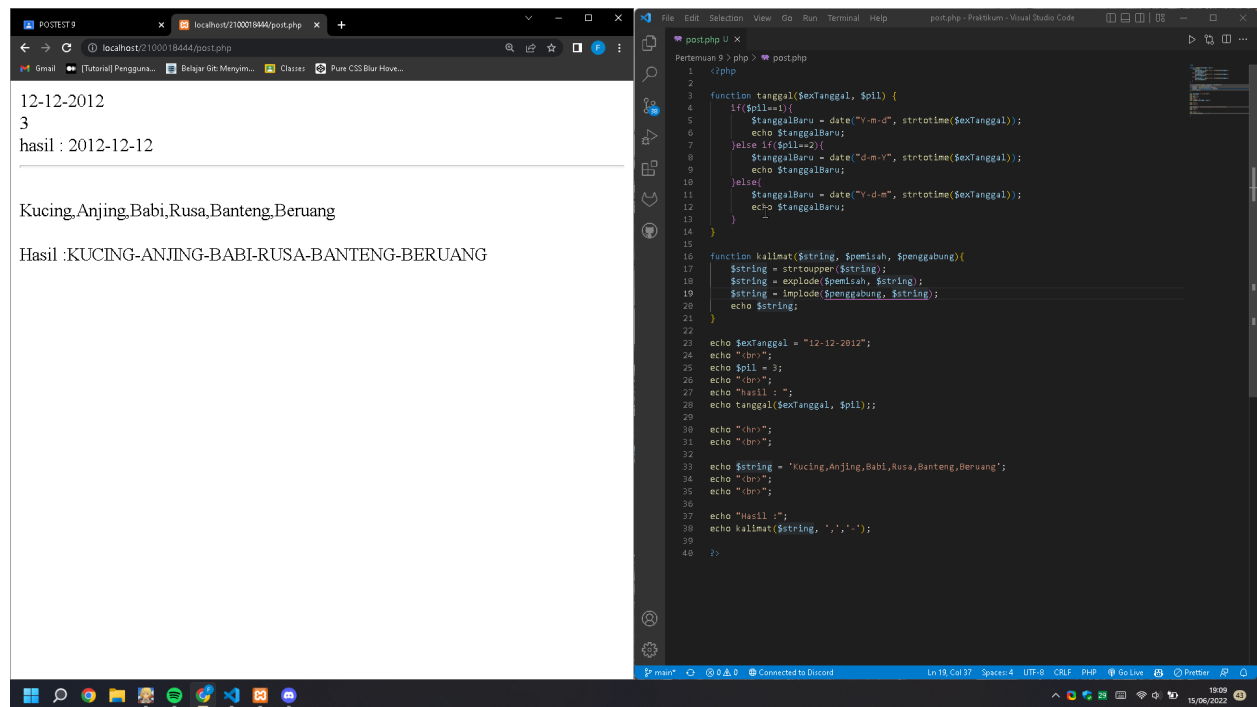 POSTEST 9
localhost/2100018444/post.php
localhost/2100018444/post.php
Gmail
[Tutorial] Pengguna...
Belajar Git: Menyim...
Classes
Pure CSS Blur Hove...
12-12-2012
3
hasil : 2012-12-12
Kucing,Anjing,Babi,Rusa,Banteng,Beruang
Hasil :KUCING-ANJING-BABI-RUSA-BANTENG-BERUANG
File Edit Selection View Go Run Terminal Help
post.php - Praktikum - Visual Studio Code
post.php U
Pertemuan 9 > php > post.php
1 <?php
2
3 function tanggal($exTanggal, $pil) {
4 if($pil==1){
5 $tanggalBaru = date("Y-m-d", strtotime($exTanggal));
6 echo $tanggalBaru;
7 }else if($pil==2){
8 $tanggalBaru = date("d-m-Y", strtotime($exTanggal));
9 echo $tanggalBaru;
10 }else{
11 $tanggalBaru = date("Y-d-m", strtotime($exTanggal));
12 echo $tanggalBaru;
13 }
14 }
15
16 function kalimat($string, $pemisah, $penggabung){
17 $string = strtoupper($string);
18 $string = explode($pemisah, $string);
19 $string = implode($penggabung, $string);
20 echo $string;
21 }
22
23 echo $exTanggal = "12-12-2012";
24 echo "<br>";
25 echo $pil = 3;
26 echo "<br>";
27 echo "hasil : ";
28 echo tanggal($exTanggal, $pil);;
29
30 echo "<hr>";
31 echo "<br>";
32
33 echo $string = 'Kucing,Anjing,Babi,Rusa,Banteng,Beruang';
34 echo "<br>";
35 echo "<br>";
36
37 echo "Hasil :";
38 echo kalimat($string, ',','-');
39
40 ?>
main* 0 0 Connected to Discord
Ln 19, Col 37 Spaces: 4 UTF-8 CRLF PHP Go Live Prettier
19:09
15/06/2022
43